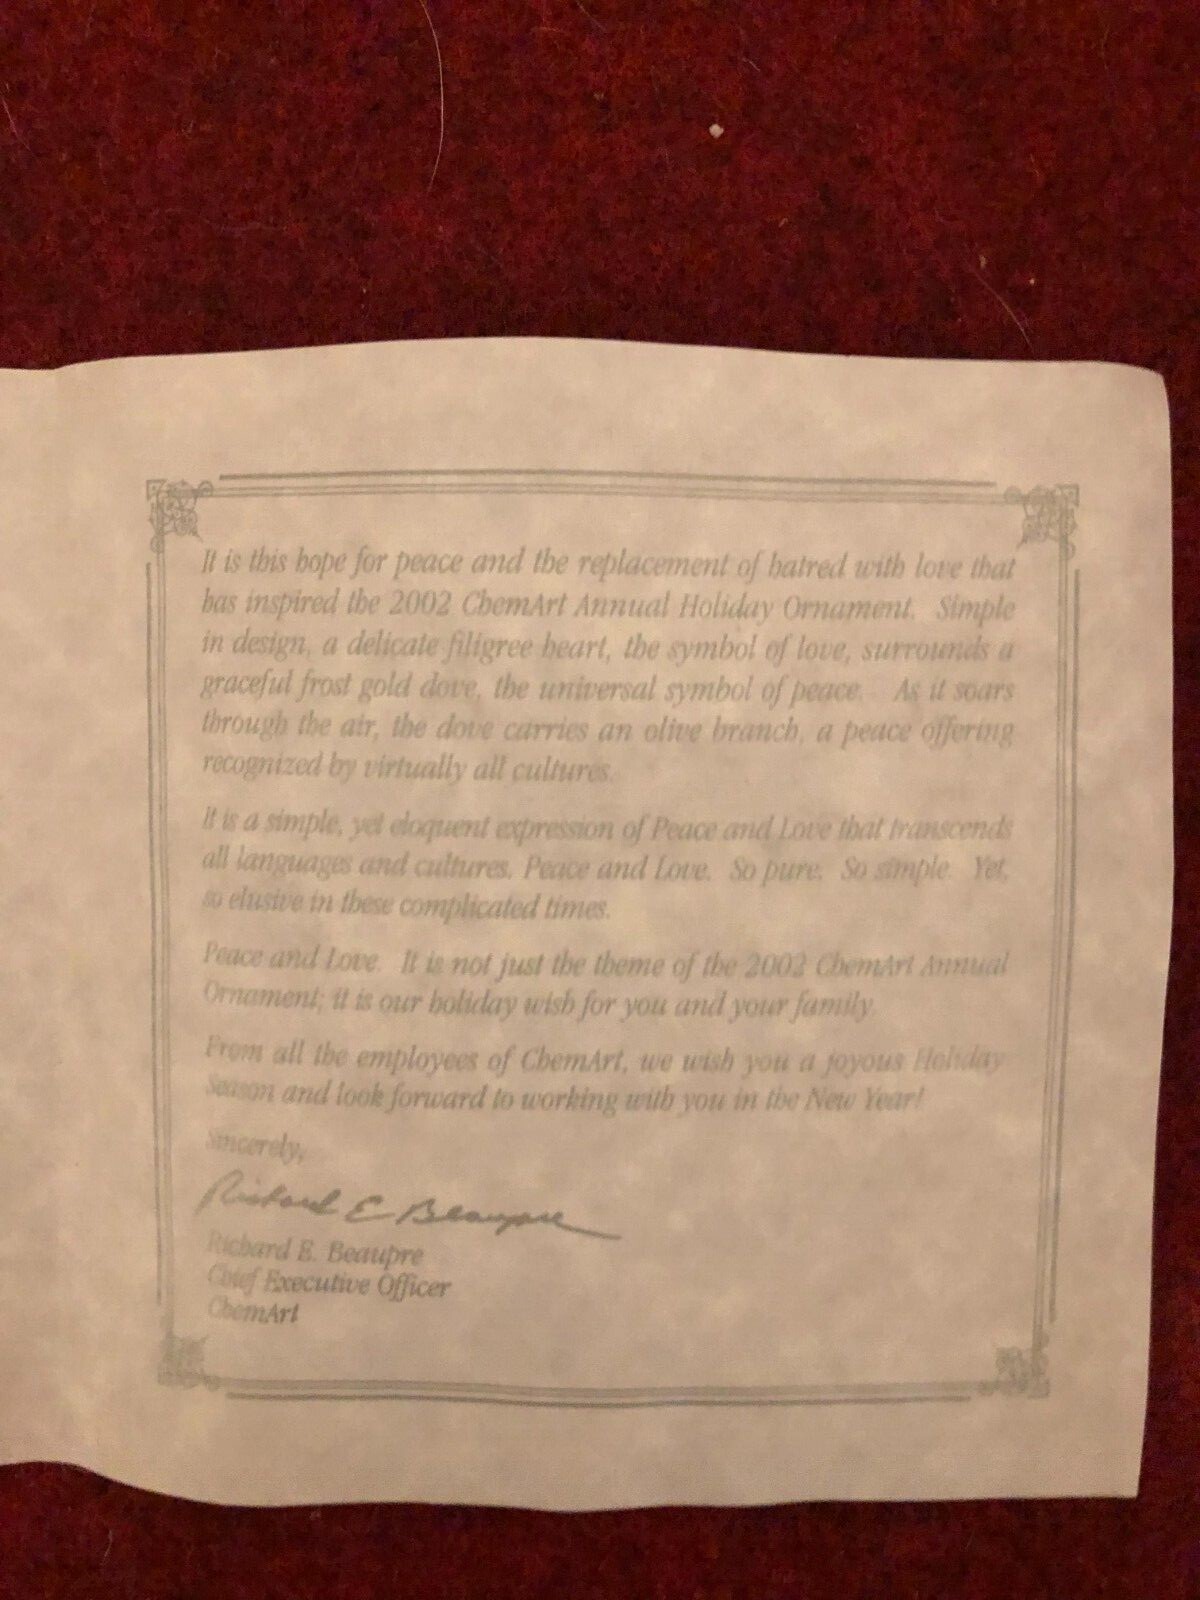 It is this hope for peace and the replacement of hatred with love that
has inspired the 2002 ChemArt Annual Holiday Ornament. Simple
in design, a delicate filigree heart, the symbol of love, surrounds a
graceful frost gold dove, the universal symbol of peace. As it soars
through the air, the dove carries an olive branch, a peace offering
recognized by virtually all cultures.
It is a simple, yet eloquent expression of Peace and Love that transcends
all languages and cultures. Peace and Love. So pure. So simple. Yet,
so elusive in these complicated times.
Peace and Love. It is not just the theme of the 2002 ChemArt Annual
Ornament; it is our holiday wish for you and your family.
From all the employees of ChemArt, we wish you a joyous Holiday
Season and look forward to working with you in the New Year!
Sincerely,
Richard E Beaupre
Richard E. Beaupre
Chief Executive Officer
ChemArt